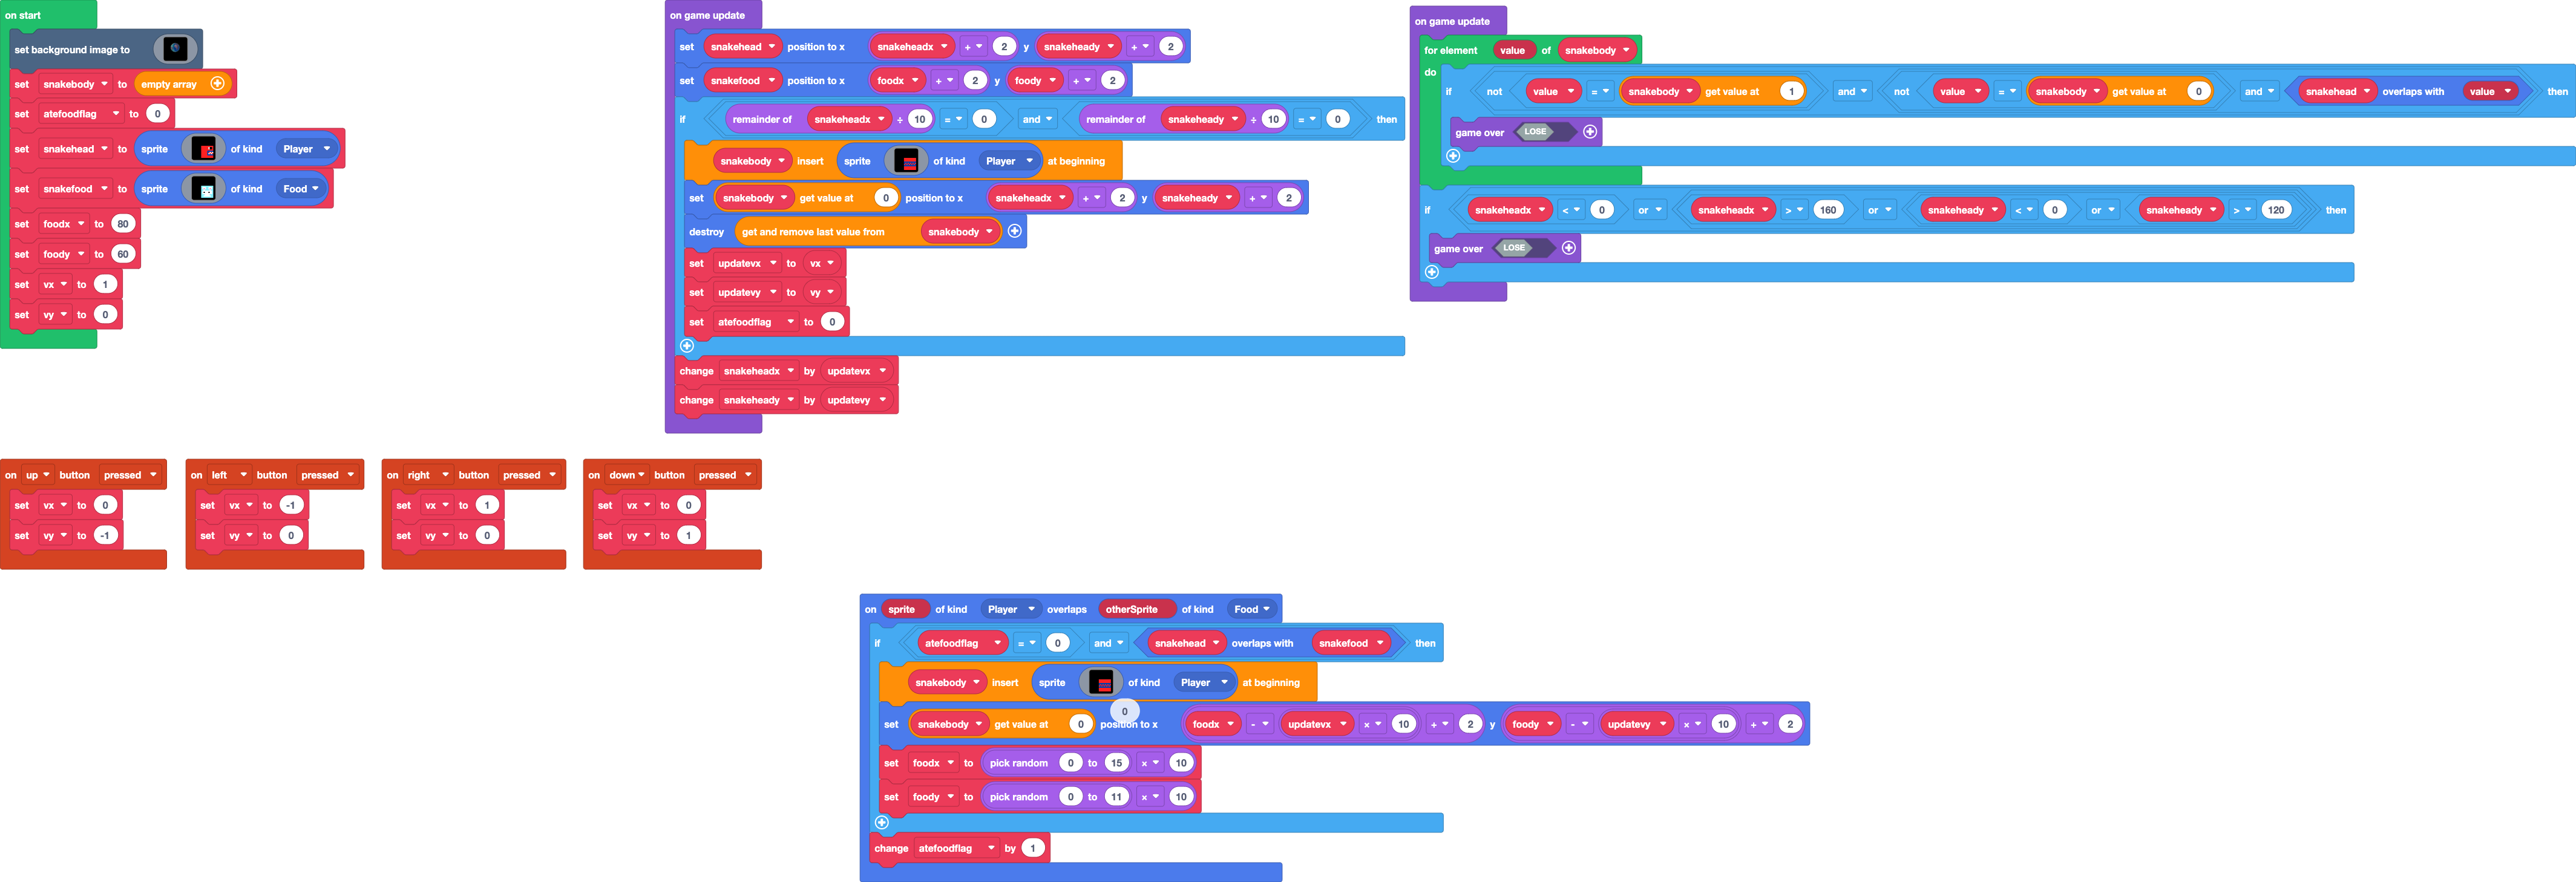 on start
set background image to
set snakebody to empty array
set atefoodflag to 0
set snakehead to sprite of kind Player
set snakefood to sprite of kind Food
set foodx to 80
set foody to 60
set vx to 1
set vy to 0
on game update
set snakehead position to x snakeheadx + 2 y snakeheady + 2
set snakefood position to x foodx + 2 y foody + 2
if remainder of snakeheadx ÷ 10 = 0 and remainder of snakeheady ÷ 10 = 0 then
snakebody insert sprite of kind Player at beginning
set snakebody get value at 0 position to x snakeheadx + 2 y snakeheady + 2
destroy get and remove last value from snakebody
set updatevx to vx
set updatevy to vy
set atefoodflag to 0
change snakeheadx by updatevx
change snakeheady by updatevy
on game update
for element value of snakebody
do
if not value = snakebody get value at 1 and not value = snakebody get value at 0 and snakehead overlaps with value then
game over LOSE
if snakeheadx < 0 or snakeheadx > 160 or snakeheady < 0 or snakeheady > 120 then
game over LOSE
on up button pressed
set vx to 0
set vy to -1
on left button pressed
set vx to -1
set vy to 0
on right button pressed
set vx to 1
set vy to 0
on down button pressed
set vx to 0
set vy to 1
on sprite of kind Player overlaps otherSprite of kind Food
if atefoodflag = 0 and snakehead overlaps with snakefood then
snakebody insert sprite of kind Player at beginning
0
set snakebody get value at 0 position to x foodx - updatevx × 10 + 2 y foody - updatevy × 10 + 2
set foodx to pick random 0 to 15 × 10
set foody to pick random 0 to 11 × 10
change atefoodflag by 1